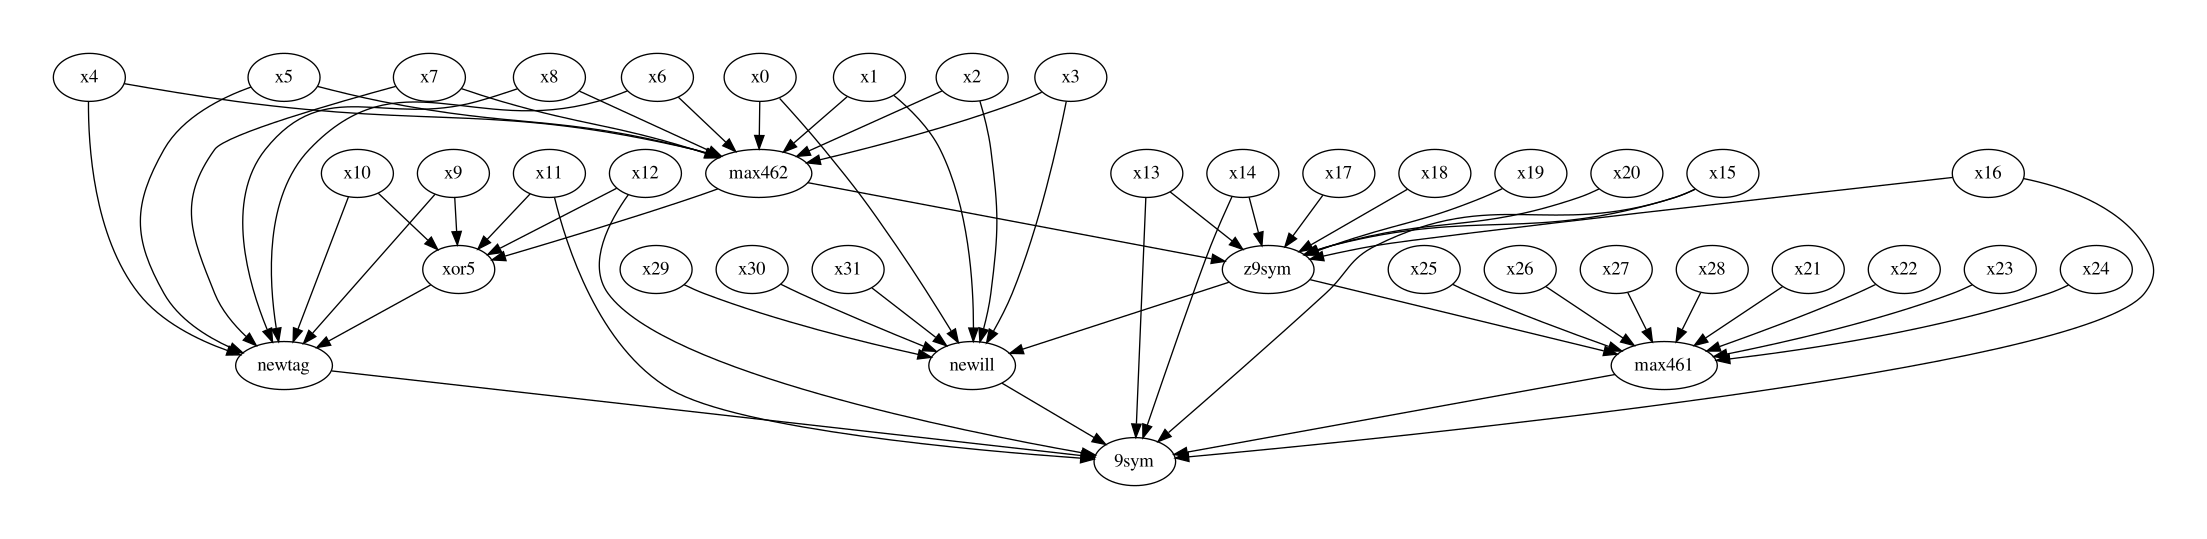 x4 x5 x7 x8 x6 x0 x1 x2 x3
x10 x9 x11 x12 max462 x13 x14 x17 x18 x19 x20 x15 x16
xor5 x29 x30 x31 z9sym x25 x26 x27 x28 x21 x22 x23 x24
newtag newill max461
9sym